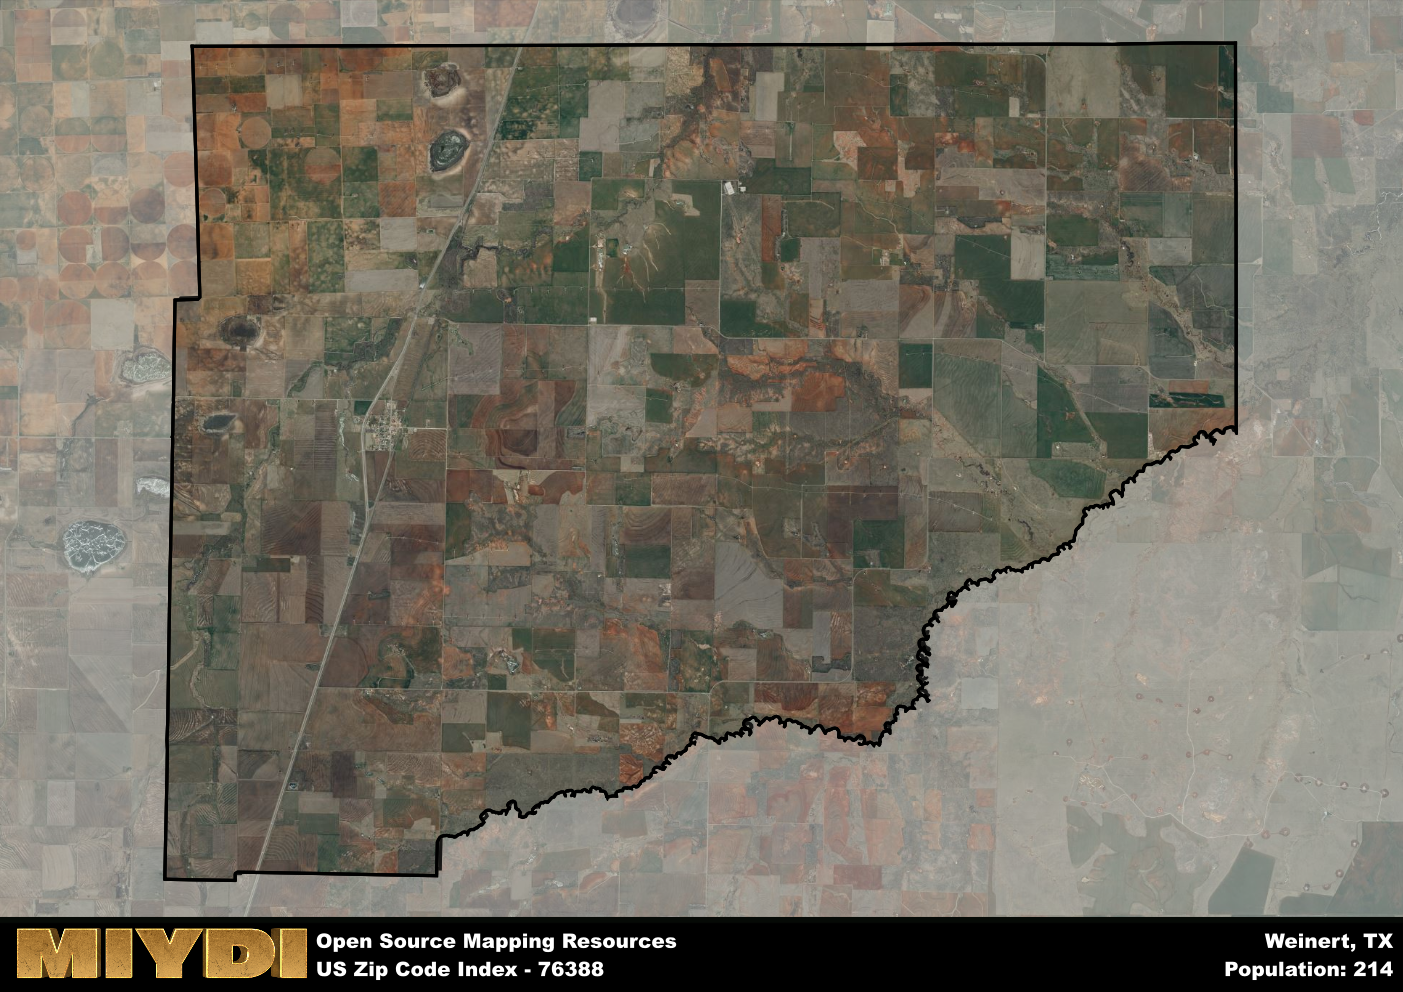 MIYDI
Open Source Mapping Resources
US Zip Code Index - 76388
Weinert, TX
Population: 214